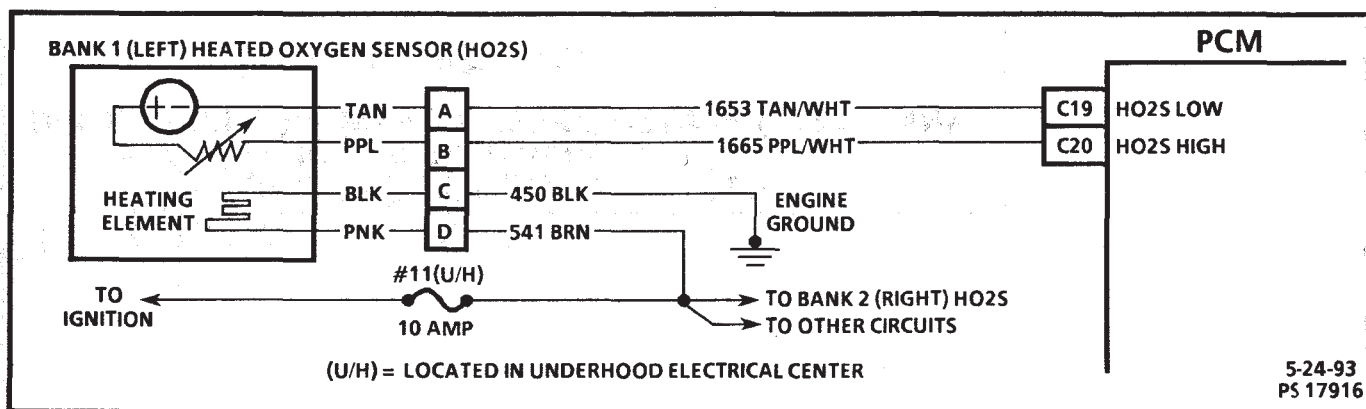 BANK 1 (LEFT) HEATED OXYGEN SENSOR (HO2S)
PCM
TAN
A
1653 TAN/WHT
C19
HO2S LOW
PPL
B
1665 PPL/WHT
C20
HO2S HIGH
HEATING
ELEMENT
BLK
C
450 BLK
ENGINE
GROUND
PNK
D
541 BRN
#11(U/H)
10 AMP
TO
IGNITION
TO BANK 2 (RIGHT) HO2S
TO OTHER CIRCUITS
(U/H) = LOCATED IN UNDERHOOD ELECTRICAL CENTER
5-24-93
PS 17916